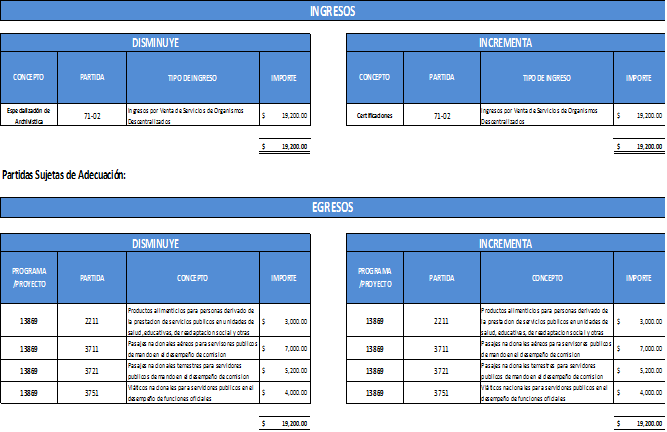 INGRESOS
DISMINUYE
CONCEPTO PARTIDA TIPO DE INGRESO IMPORTE
Especialización de Archivística 71-02 Ingresos por Venta de Servicios de Organismos Descentralizados $ 19,200.00
$ 19,200.00
INCREMENTA
CONCEPTO PARTIDA TIPO DE INGRESO IMPORTE
Certificaciones 71-02 Ingresos por Venta de Servicios de Organismos Descentralizados $ 19,200.00
$ 19,200.00
Partidas Sujetas de Adecuación:
EGRESOS
DISMINUYE
PROGRAMA /PROYECTO PARTIDA CONCEPTO IMPORTE
13869 2211 Productos alimenticios para personas derivado de la prestacion de servicios publicos en unidades de salud, educativas, de readaptacion social y otras $ 3,000.00
13869 3711 Pasajes nacionales aéreos para servisores publicos de mando en el desempeño de comision $ 7,000.00
13869 3721 Pasajes nacionales terrestres para servidores publicos de mando en el desempeño de comision $ 5,200.00
13869 3751 Viáticos nacionales para servidores publicos en el desempeño de funciones oficiales $ 4,000.00
$ 19,200.00
INCREMENTA
PROGRAMA /PROYECTO PARTIDA CONCEPTO IMPORTE
13869 2211 Productos alimenticios para personas derivado de la prestacion de servicios publicos en unidades de salud, educativas, de readaptacion social y otras $ 3,000.00
13869 3711 Pasajes nacionales aéreos para servisores publicos de mando en el desempeño de comision $ 7,000.00
13869 3721 Pasajes nacionales terrestres para servidores publicos de mando en el desempeño de comision $ 5,200.00
13869 3751 Viáticos nacionales para servidores publicos en el desempeño de funciones oficiales $ 4,000.00
$ 19,200.00